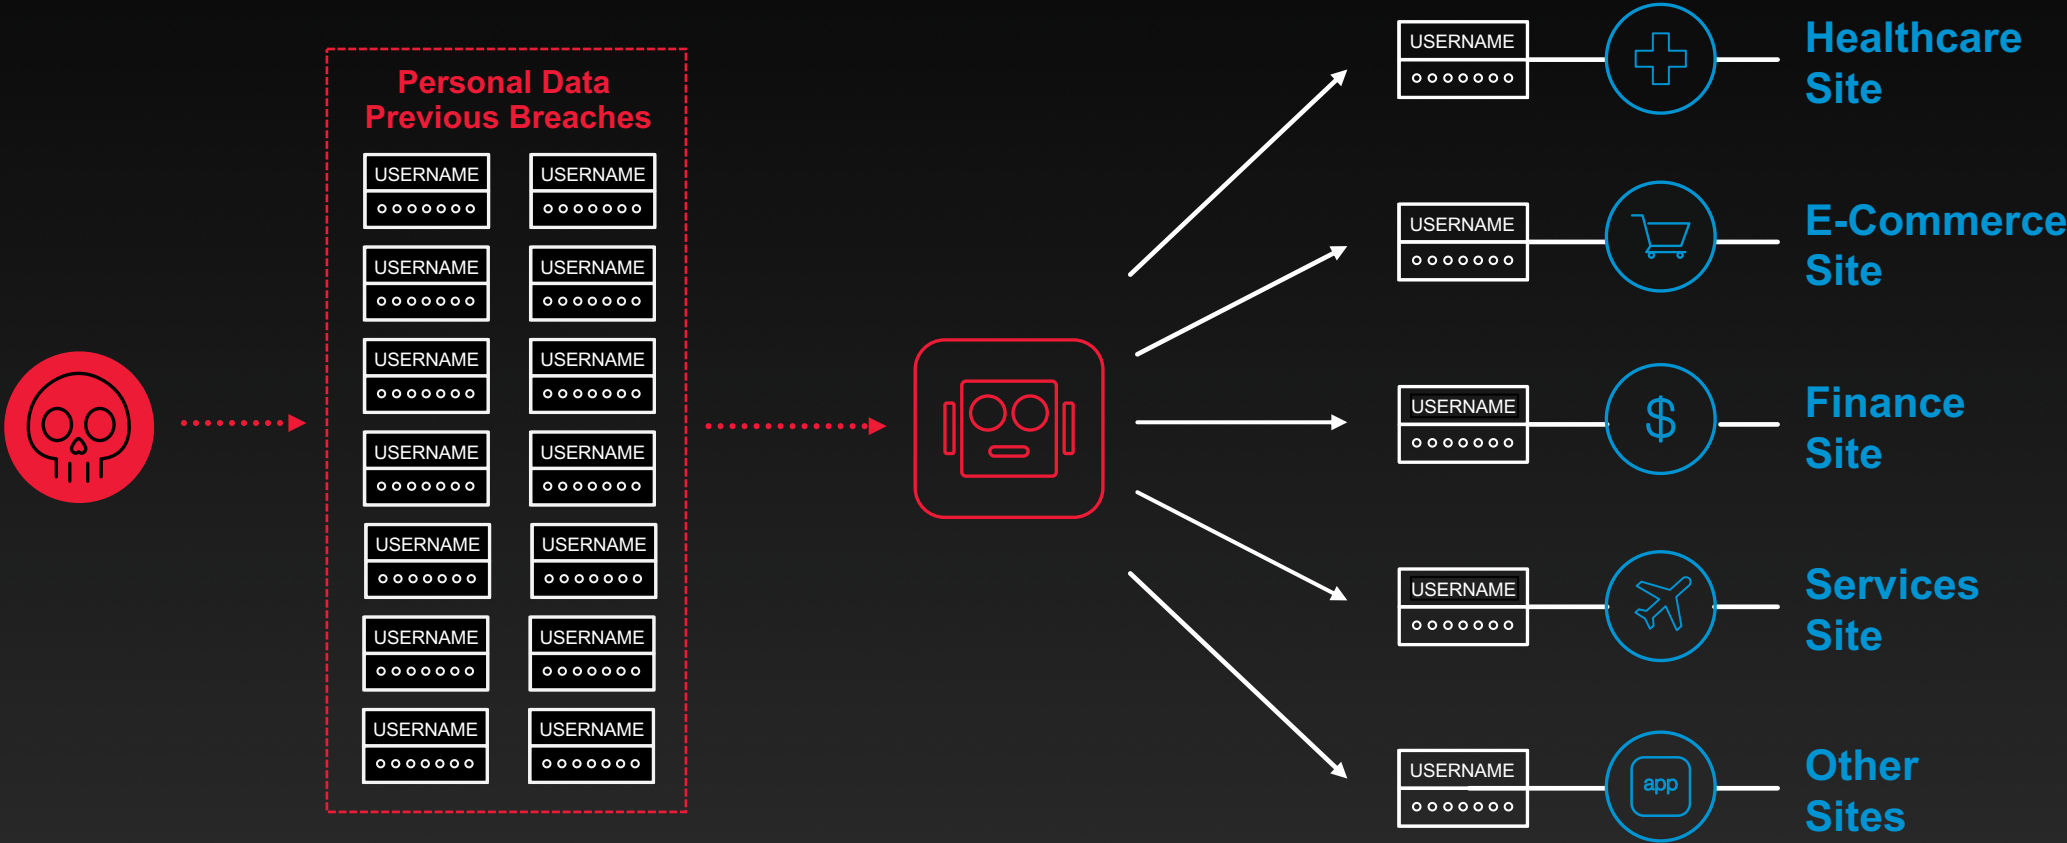 Personal Data
Previous Breaches
USERNAME USERNAME
USERNAME USERNAME
USERNAME USERNAME
USERNAME USERNAME
USERNAME USERNAME
USERNAME USERNAME
USERNAME USERNAME
USERNAME
Healthcare
Site
USERNAME
E-Commerce
Site
USERNAME
$
Finance
Site
USERNAME
Services
Site
USERNAME
app
Other
Sites